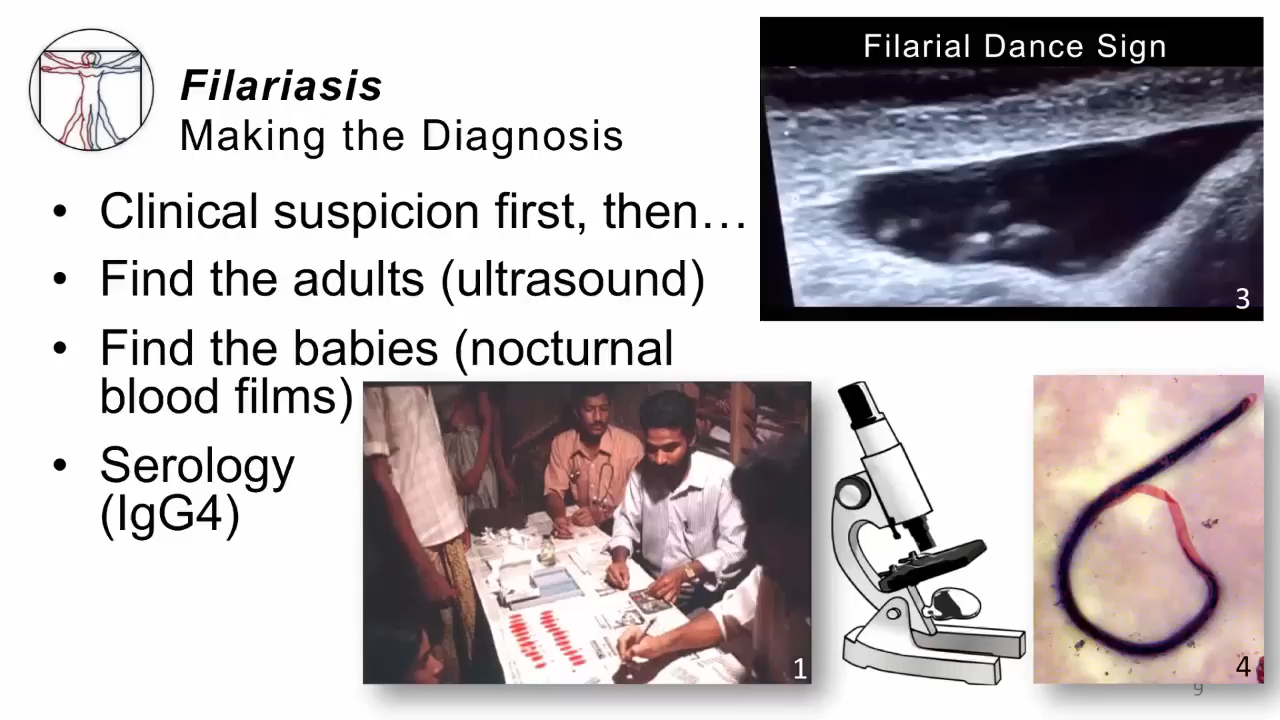 Filariasis
Making the Diagnosis
Filarial Dance Sign
• Clinical suspicion first, then…
• Find the adults (ultrasound)
• Find the babies (nocturnal
blood films)
• Serology
(IgG4)
3
1
4
9